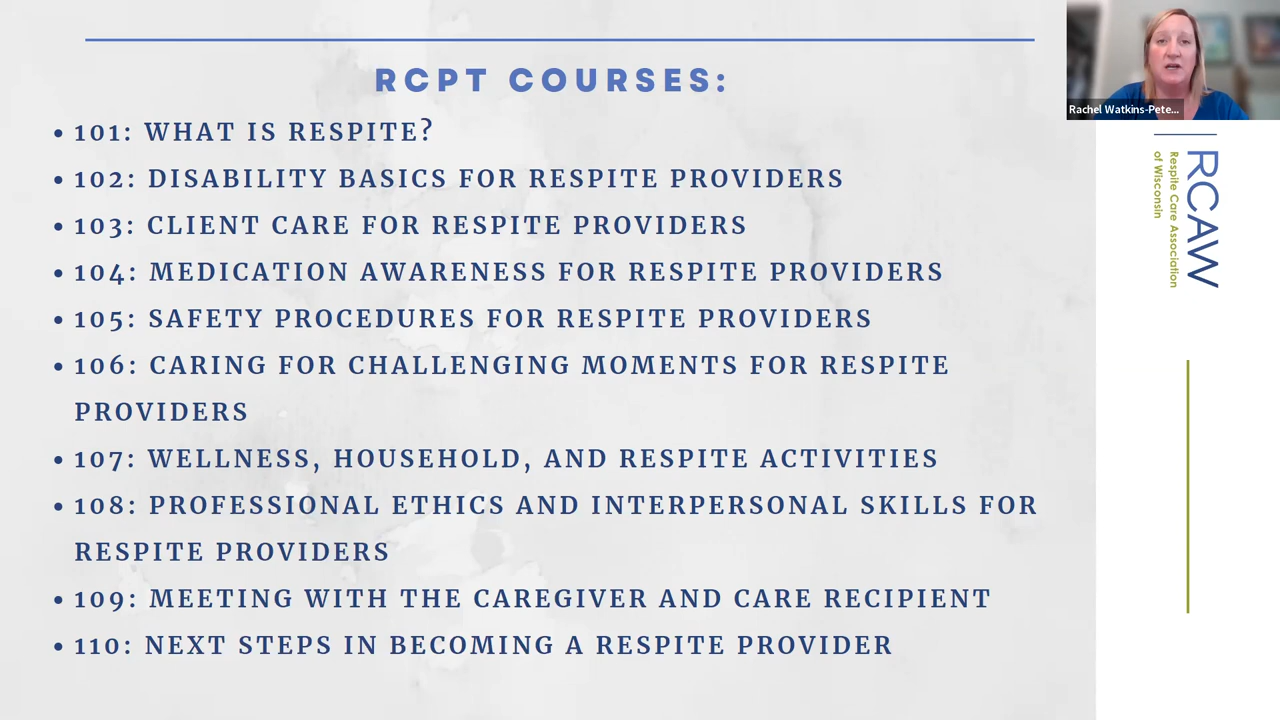 RCPT COURSES:
• 101: WHAT IS RESPITE?
• 102: DISABILITY BASICS FOR RESPITE PROVIDERS
• 103: CLIENT CARE FOR RESPITE PROVIDERS
• 104: MEDICATION AWARENESS FOR RESPITE PROVIDERS
• 105: SAFETY PROCEDURES FOR RESPITE PROVIDERS
• 106: CARING FOR CHALLENGING MOMENTS FOR RESPITE
PROVIDERS
• 107: WELLNESS, HOUSEHOLD, AND RESPITE ACTIVITIES
• 108: PROFESSIONAL ETHICS AND INTERPERSONAL SKILLS FOR
RESPITE PROVIDERS
• 109: MEETING WITH THE CAREGIVER AND CARE RECIPIENT
• 110: NEXT STEPS IN BECOMING A RESPITE PROVIDER
Rachel Watkins-Pete...
RCAW
Respite Care Association
of Wisconsin